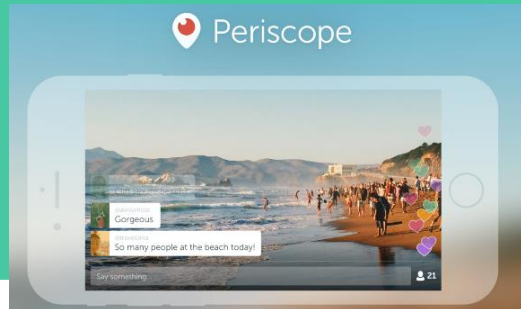 Periscope
Gorgeous
So many people at the beach today!
Say something
21